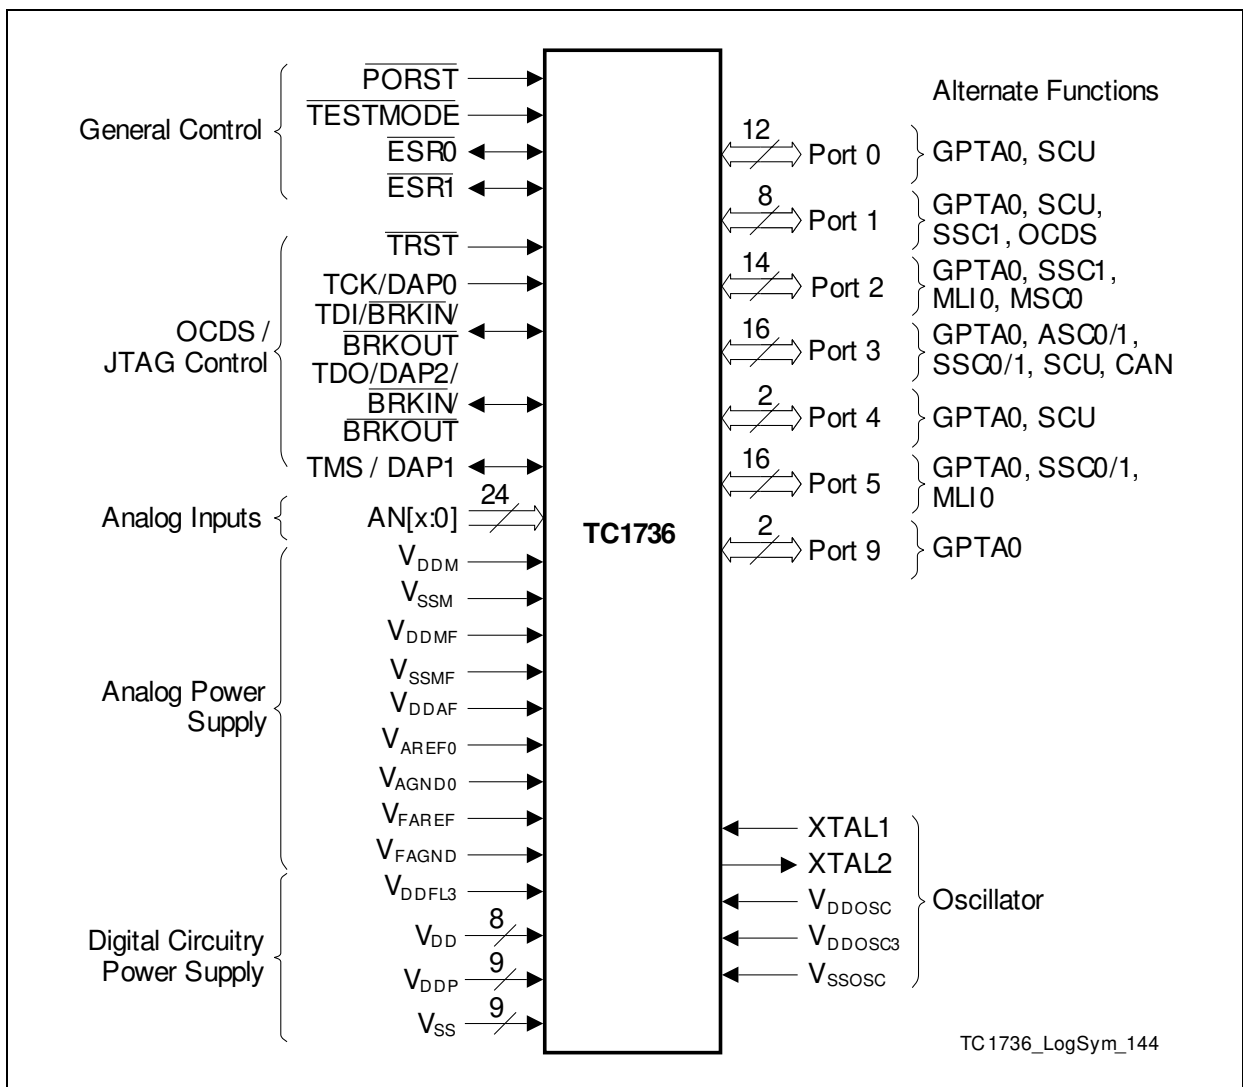 General Control
PORST
TESTMODE
ESR0
ESR1
OCDS /
JTAG Control
TRST
TCK/DAP0
TDI/BRKIN/
BRKOUT
TDO/DAP2/
BRKIN/
BRKOUT
TMS / DAP1
Analog Inputs
AN[x:0]
24
Analog Power
Supply
VDDM
VSSM
VDDMF
VSSMF
VDDAF
VAREF0
VAGND0
VFAREF
VFAGND
Digital Circuitry
Power Supply
VDDFL3
VDD
8
VDDP
9
VSS
9
TC1736
Alternate Functions
12
Port 0
GPTA0, SCU
8
Port 1
GPTA0, SCU,
SSC1, OCDS
14
Port 2
GPTA0, SSC1,
MLI0, MSC0
16
Port 3
GPTA0, ASC0/1,
SSC0/1, SCU, CAN
2
Port 4
GPTA0, SCU
16
Port 5
GPTA0, SSC0/1,
MLI0
2
Port 9
GPTA0
XTAL1
XTAL2
VDDOSC
VDDOSC3
VSSOSC
Oscillator
TC1736_LogSym_144